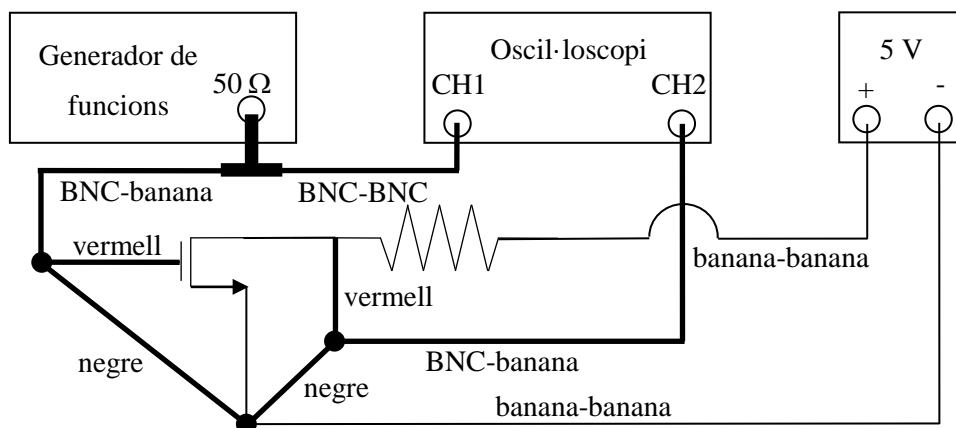 Generador de
funcions
50 Ω
Oscil·loscopi
CH1
CH2
5 V
+
-
BNC-banana
BNC-BNC
vermell
banana-banana
vermell
negre
negre
BNC-banana
banana-banana